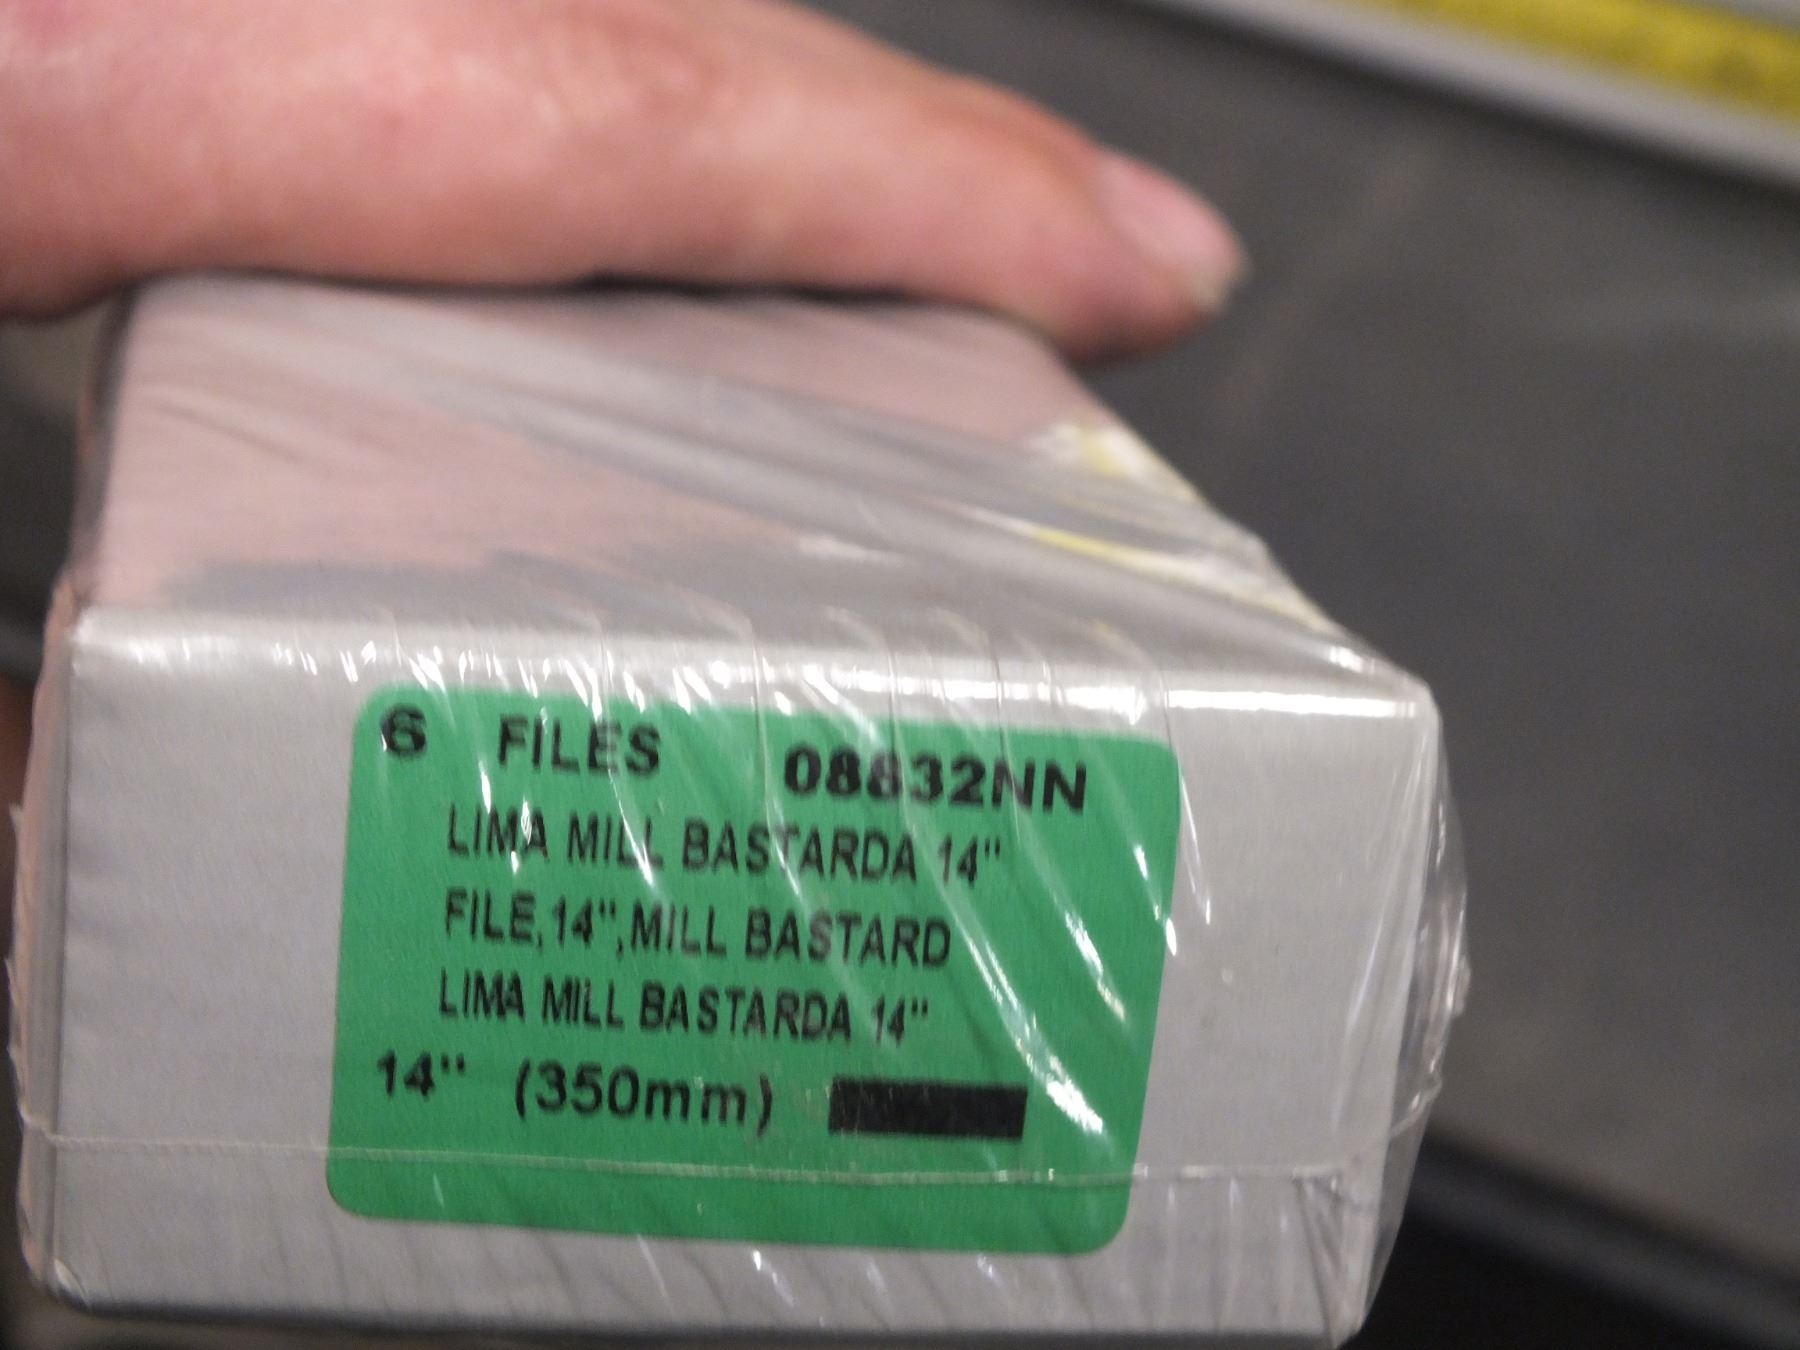 6 FILES 08832NN
LIMA MILL BASTARDA 14"
FILE,14",MILL BASTARD
LIMA MILL BASTARDA 14"
14" (350mm)